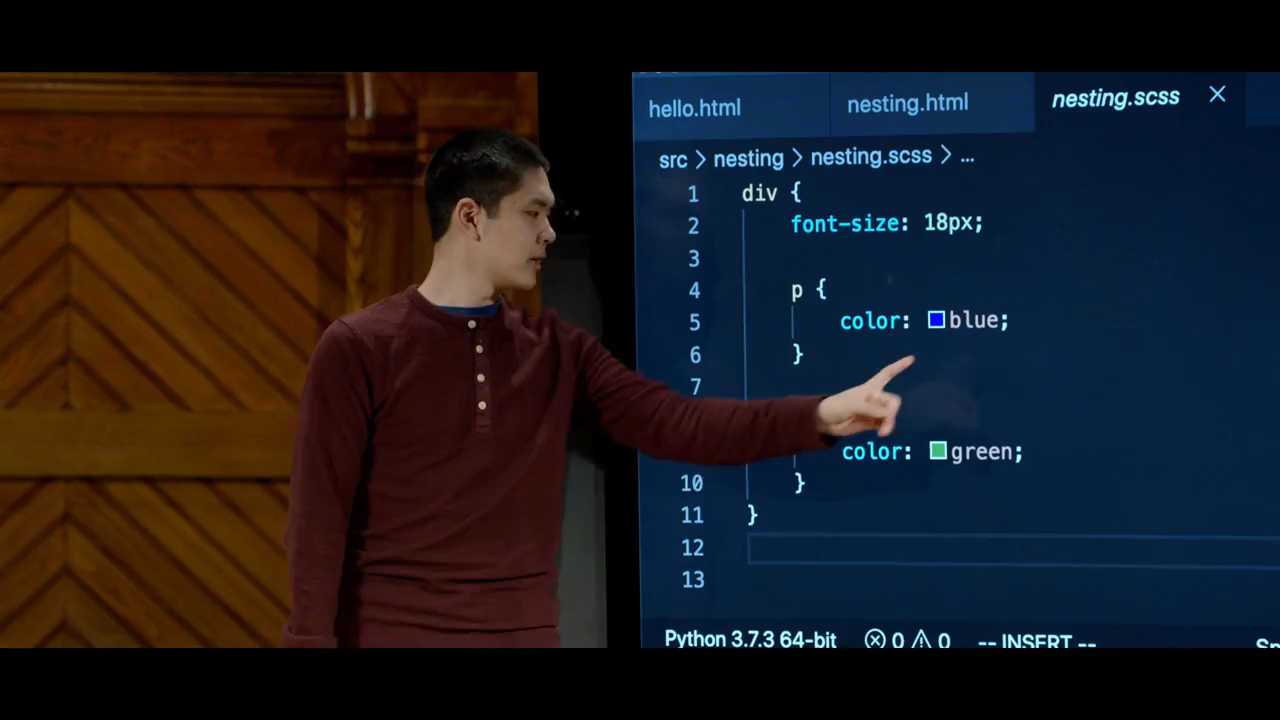 hello.html nesting.html nesting.scss
src > nesting > nesting.scss > ...
1 div {
2 font-size: 18px;
3
4 p {
5 color: blue;
6 }
7
color: green;
10 }
11 }
12
13
Python 3.7.3 64-bit 0 0 -- INSERT --